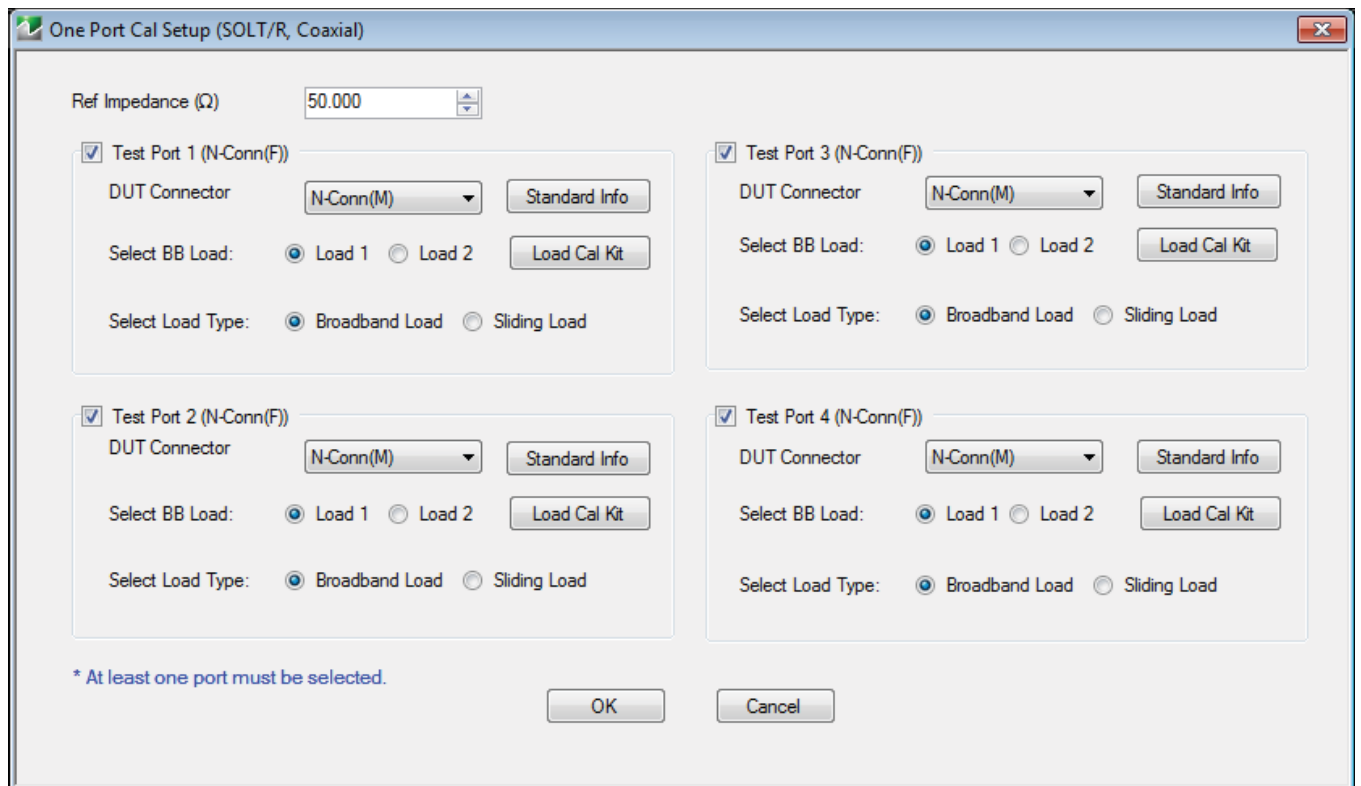 One Port Cal Setup (SOLT/R, Coaxial)
Ref Impedance (Ω) 50.000
Test Port 1 (N-Conn(F))
DUT Connector N-Conn(M) Standard Info
Select BB Load: Load 1 Load 2 Load Cal Kit
Select Load Type: Broadband Load Sliding Load
Test Port 3 (N-Conn(F))
DUT Connector N-Conn(M) Standard Info
Select BB Load: Load 1 Load 2 Load Cal Kit
Select Load Type: Broadband Load Sliding Load
Test Port 2 (N-Conn(F))
DUT Connector N-Conn(M) Standard Info
Select BB Load: Load 1 Load 2 Load Cal Kit
Select Load Type: Broadband Load Sliding Load
Test Port 4 (N-Conn(F))
DUT Connector N-Conn(M) Standard Info
Select BB Load: Load 1 Load 2 Load Cal Kit
Select Load Type: Broadband Load Sliding Load
* At least one port must be selected.
OK Cancel